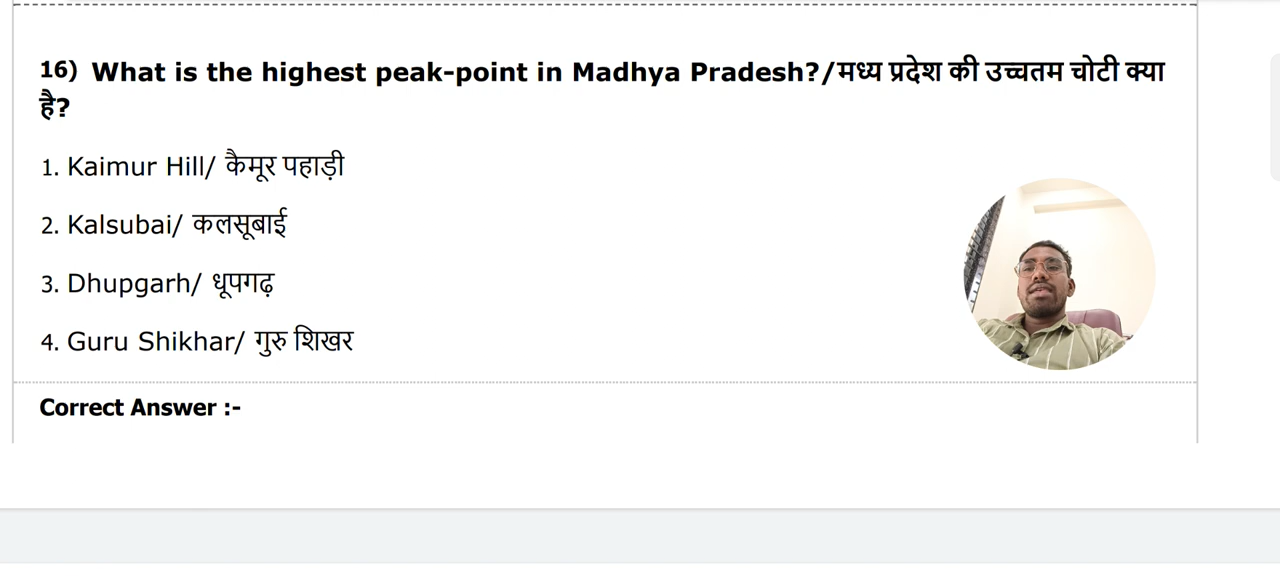 16) What is the highest peak-point in Madhya Pradesh?/मध्य प्रदेश की उच्चतम चोटी क्या
है?
1. Kaimur Hill/ कैमूर पहाड़ी
2. Kalsubai/ कलसूबाई
3. Dhupgarh/ धूपगढ़
4. Guru Shikhar/ गुरु शिखर
Correct Answer :-